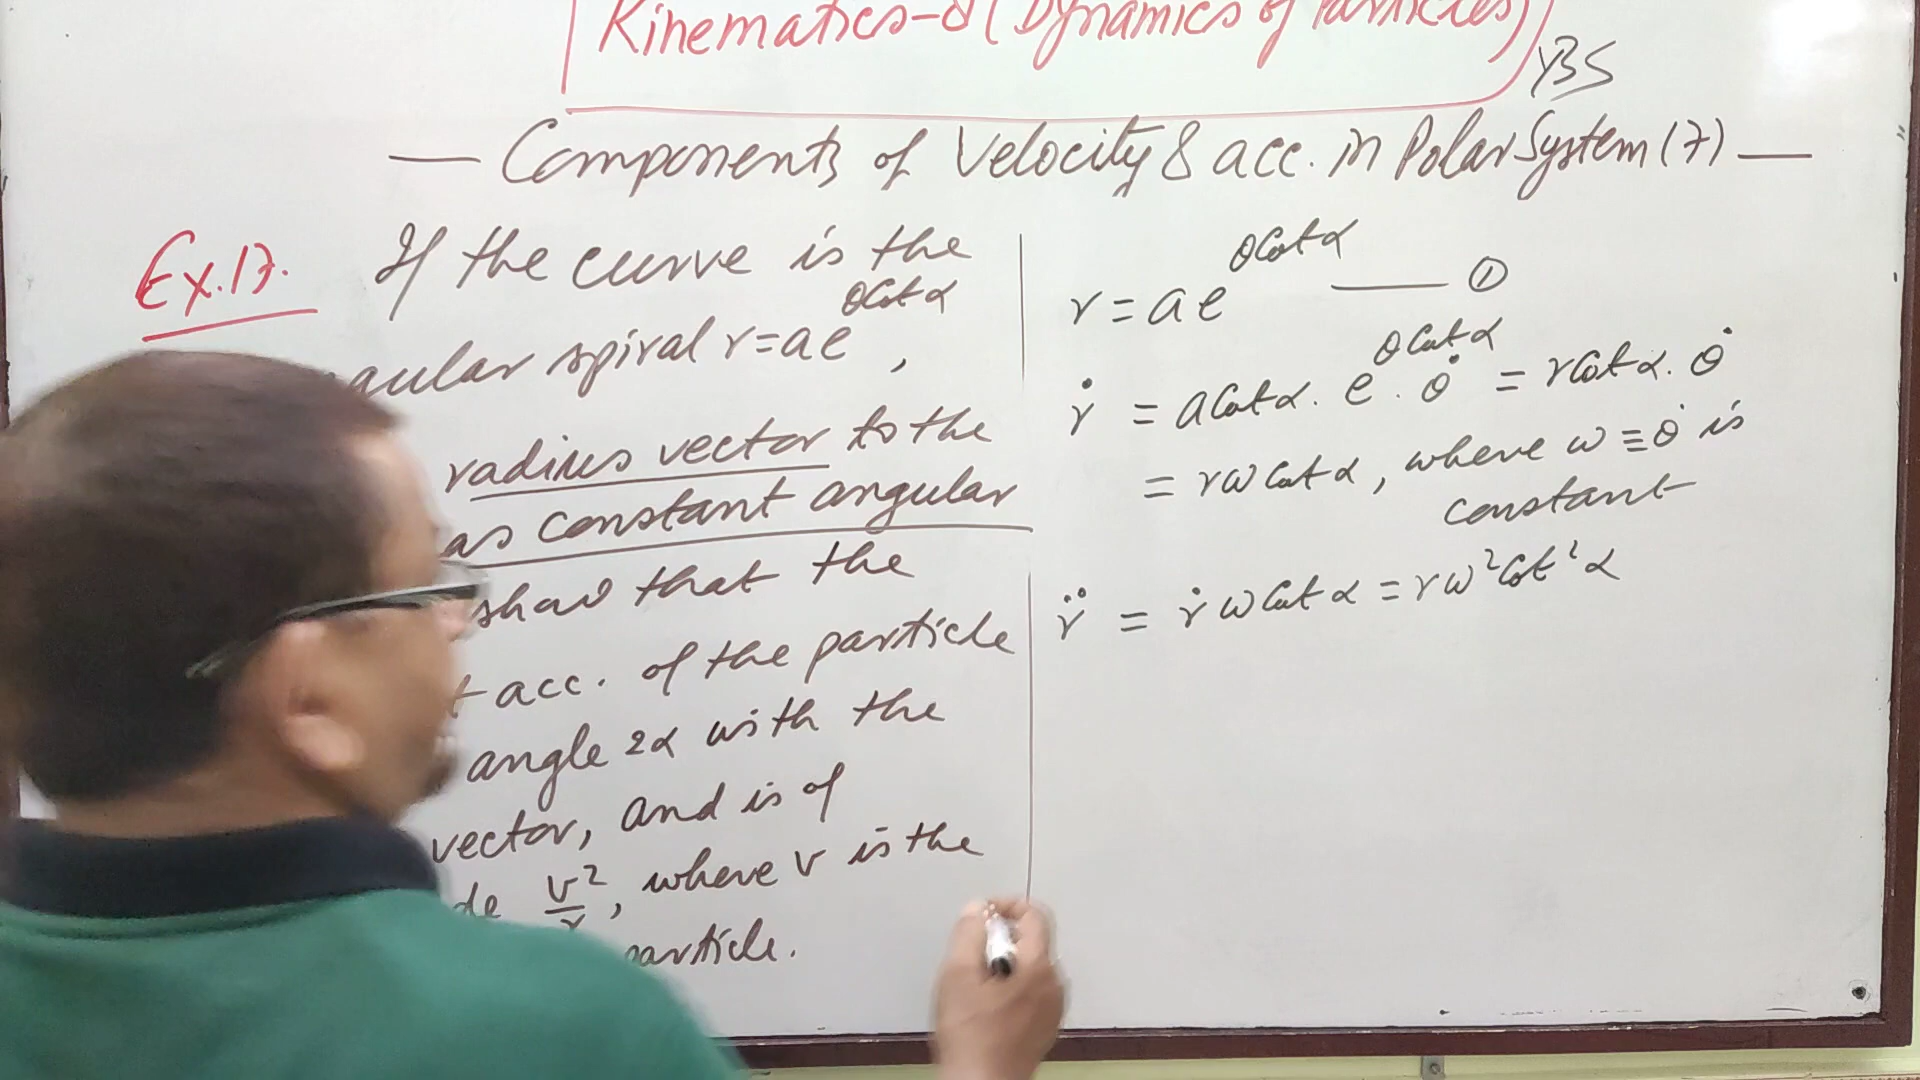 Kinematics-8 (Dynamics of Particles)
YBS
— Components of Velocity & acc. in Polar System (7) —
Ex.17. If the curve is the
gular spiral r=ae^θCotα,
radius vector to the
as constant angular
show that the
t acc. of the particle
angle 2α with the
vector, and is of
de v²/r, where v is the
particle.
r = ae^θCotα — ①
ṙ = aCotα. e^θCotα . θ̇ = rCotα. θ̇
= rωCotα, where ω ≡ θ̇ is
constant
r̈ = ṙωCotα = rω²Cot²α